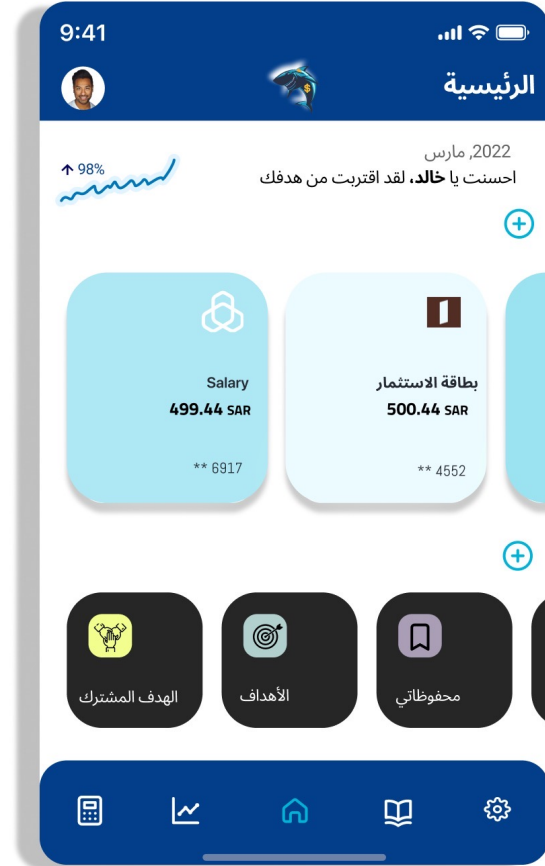 9:41
الرئيسية
2022, مارس
احسنت يا خالد، لقد اقتربت من هدفك
98%
بطاقة الاستثمار
500.44 SAR
** 4552
Salary
499.44 SAR
** 6917
محفوظاتي
الأهداف
الهدف المشترك